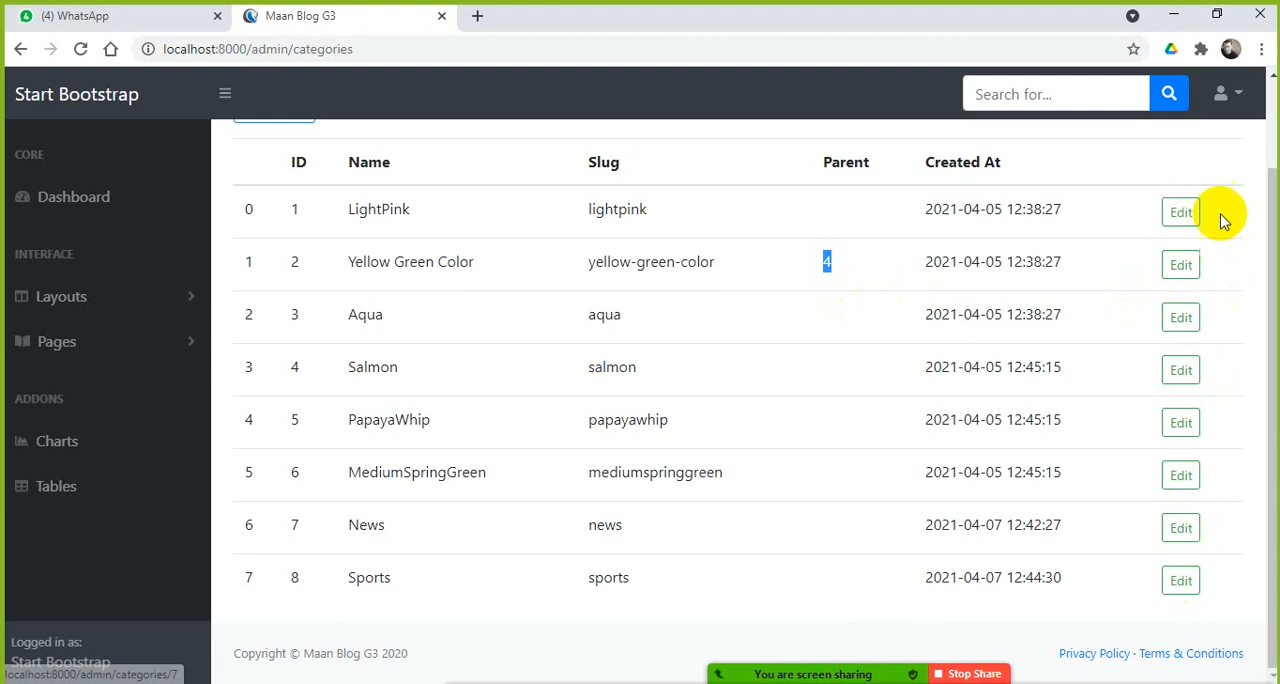 4 (4) WhatsApp
Maan Blog G3
localhost:8000/admin/categories
Start Bootstrap
Search for...
CORE
Dashboard
INTERFACE
Layouts
Pages
ADDONS
Charts
Tables
Logged in as:
Start Bootstrap
localhost:8000/admin/categories/7
ID Name Slug Parent Created At
0 1 LightPink lightpink 2021-04-05 12:38:27 Edit
1 2 Yellow Green Color yellow-green-color 4 2021-04-05 12:38:27 Edit
2 3 Aqua aqua 2021-04-05 12:38:27 Edit
3 4 Salmon salmon 2021-04-05 12:45:15 Edit
4 5 PapayaWhip papayawhip 2021-04-05 12:45:15 Edit
5 6 MediumSpringGreen mediumspringgreen 2021-04-05 12:45:15 Edit
6 7 News news 2021-04-07 12:42:27 Edit
7 8 Sports sports 2021-04-07 12:44:30 Edit
Copyright © Maan Blog G3 2020
Privacy Policy · Terms & Conditions
You are screen sharing
Stop Share